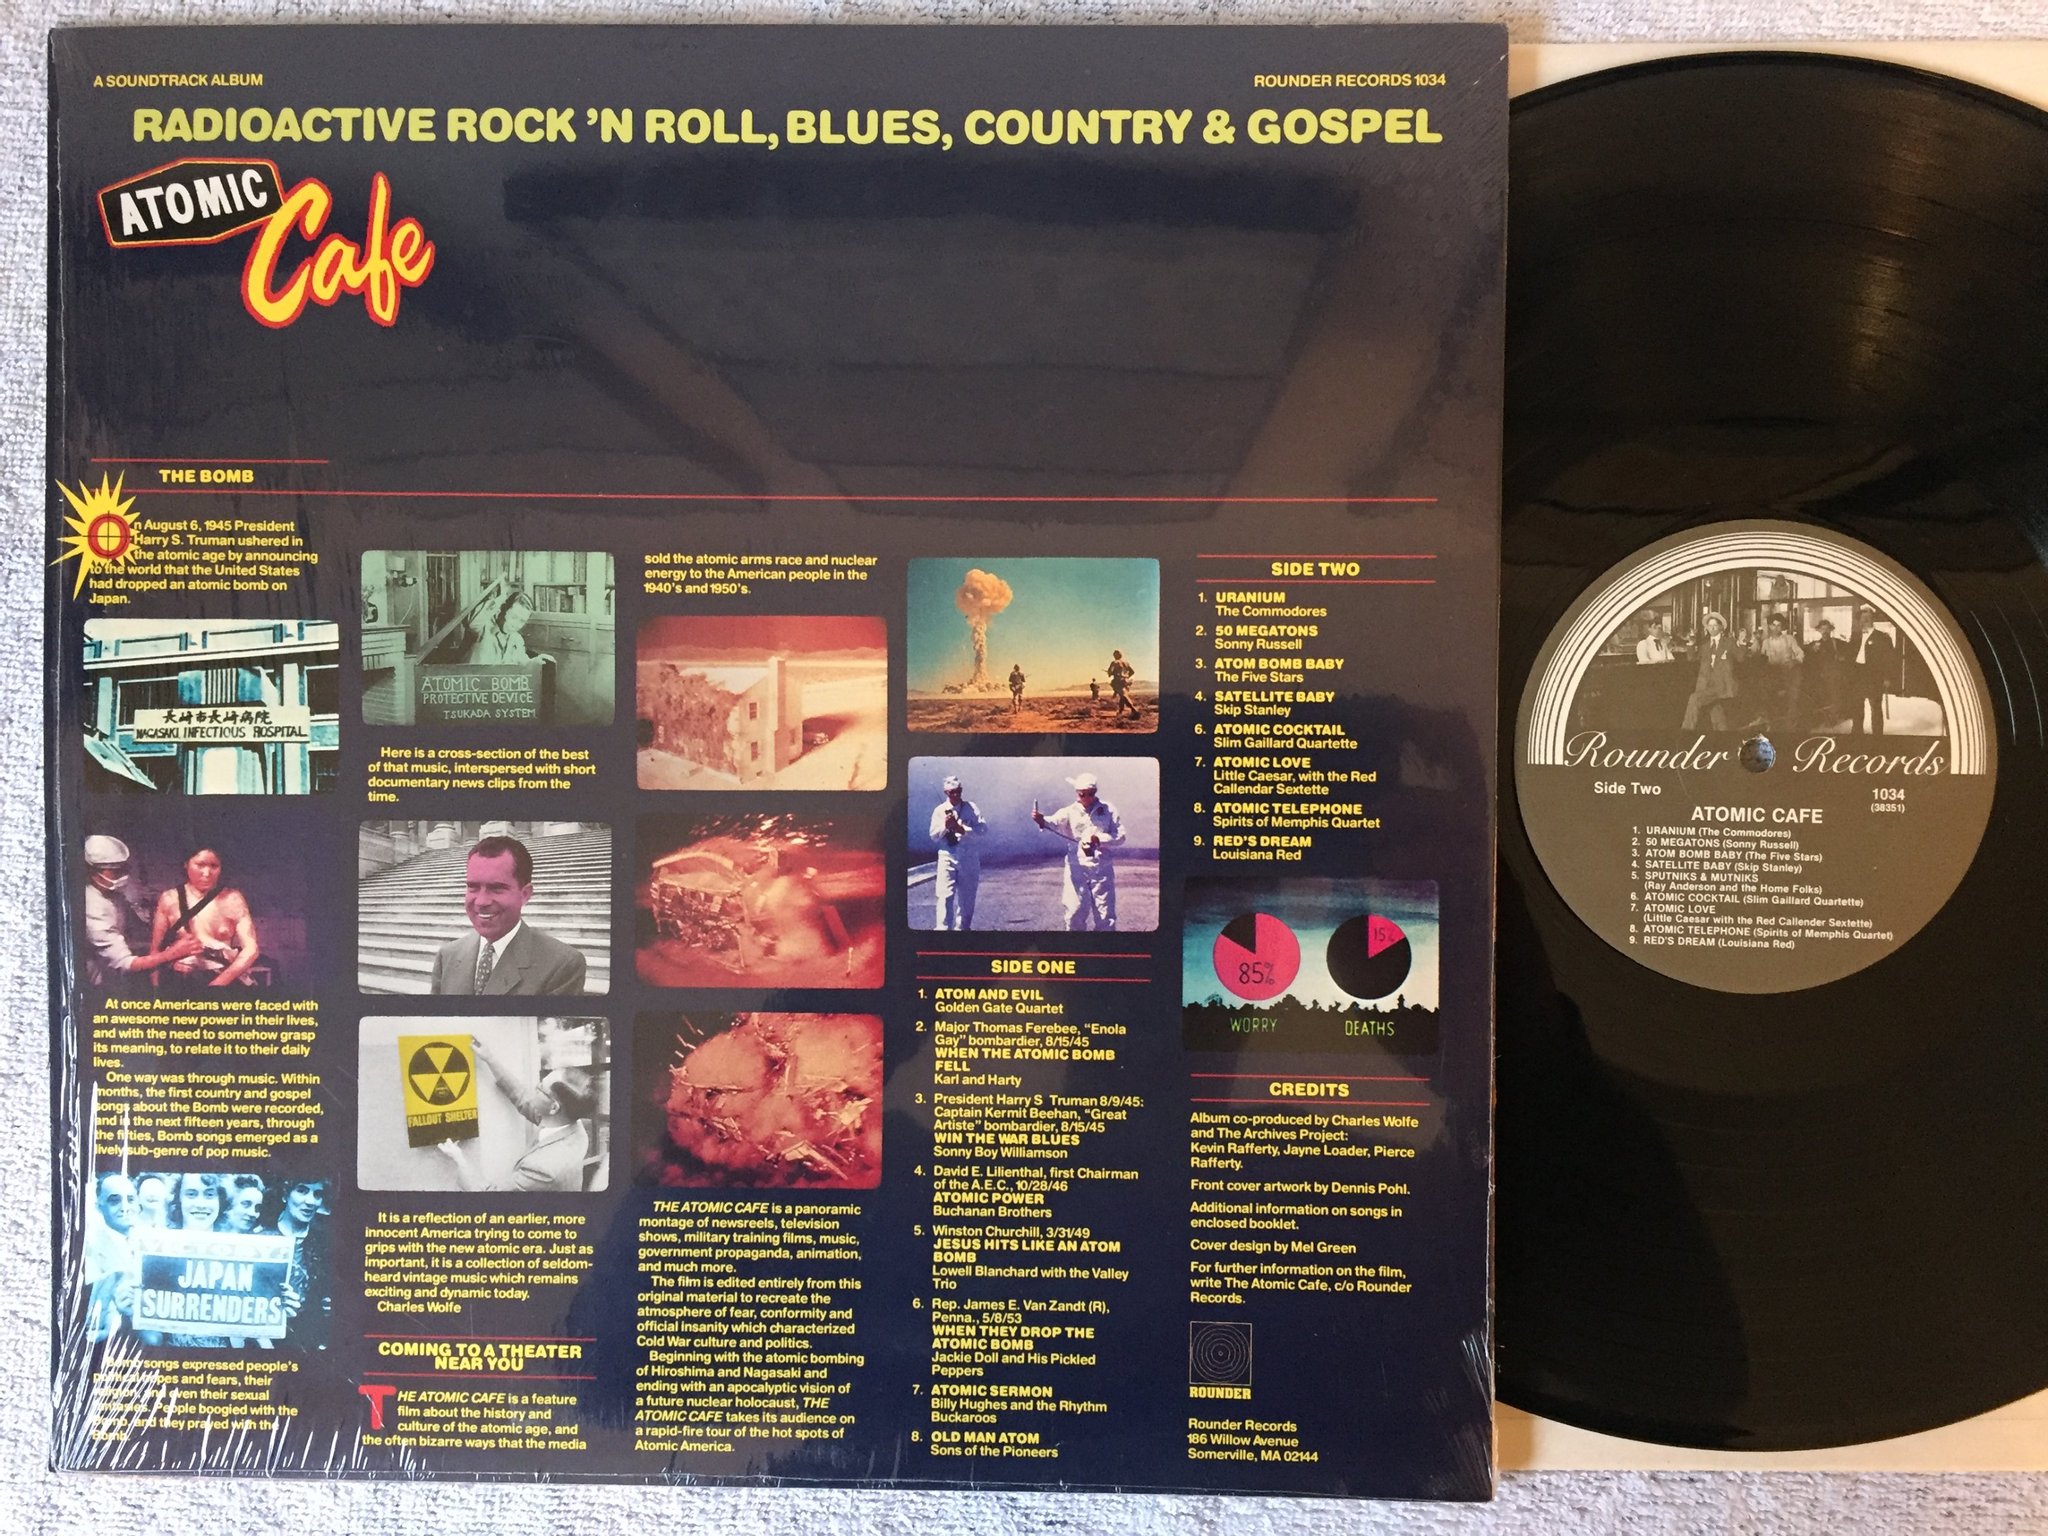 A SOUNDTRACK ALBUM
ROUNDER RECORDS 1034
RADIOACTIVE ROCK 'N ROLL, BLUES, COUNTRY & GOSPEL
ATOMIC
Cafe
THE BOMB
On August 6, 1945 President
Harry S. Truman ushered in
the atomic age by announcing
to the world that the United States
had dropped an atomic bomb on
Japan.
長崎市長崎病院
NAGASAKI INFECTIOUS HOSPITAL
At once Americans were faced with
an awesome new power in their lives,
and with the need to somehow grasp
its meaning, to relate it to their daily
lives.
One way was through music. Within
months, the first country and gospel
songs about the Bomb were recorded,
and in the next fifteen years, through
the fifties, Bomb songs emerged as a
lively sub-genre of pop music.
JAPAN
SURRENDERS
Bomb songs expressed people's
political hopes and fears, their
religion, and even their sexual
fantasies. People boogied with the
Bomb, and they prayed with the
Bomb.
ATOMIC BOMB
PROTECTIVE DEVICE
TSUKADA SYSTEM
Here is a cross-section of the best
of that music, interspersed with short
documentary news clips from the
time.
FALLOUT SHELTER
It is a reflection of an earlier, more
innocent America trying to come to
grips with the new atomic era. Just as
important, it is a collection of seldom-
heard vintage music which remains
exciting and dynamic today.
Charles Wolfe
COMING TO A THEATER
NEAR YOU
THE ATOMIC CAFE is a feature
film about the history and
culture of the atomic age, and
the often bizarre ways that the media
sold the atomic arms race and nuclear
energy to the American people in the
1940's and 1950's.
THE ATOMIC CAFE is a panoramic
montage of newsreels, television
shows, military training films, music,
government propaganda, animation,
and much more.
The film is edited entirely from this
original material to recreate the
atmosphere of fear, conformity and
official insanity which characterized
Cold War culture and politics.
Beginning with the atomic bombing
of Hiroshima and Nagasaki and
ending with an apocalyptic vision of
a future nuclear holocaust, THE
ATOMIC CAFE takes its audience on
a rapid-fire tour of the hot spots of
Atomic America.
SIDE ONE
1. ATOM AND EVIL
Golden Gate Quartet
2. Major Thomas Ferebee, "Enola
Gay" bombardier, 8/15/45
WHEN THE ATOMIC BOMB
FELL
Karl and Harty
3. President Harry S Truman 8/9/45:
Captain Kermit Beehan, "Great
Artiste" bombardier, 8/15/45
WIN THE WAR BLUES
Sonny Boy Williamson
4. David E. Lilienthal, first Chairman
of the A.E.C., 10/28/46
ATOMIC POWER
Buchanan Brothers
5. Winston Churchill, 3/31/49
JESUS HITS LIKE AN ATOM
BOMB
Lowell Blanchard with the Valley
Trio
6. Rep. James E. Van Zandt (R),
Penna., 5/8/53
WHEN THEY DROP THE
ATOMIC BOMB
Jackie Doll and His Pickled
Peppers
7. ATOMIC SERMON
Billy Hughes and the Rhythm
Buckaroos
8. OLD MAN ATOM
Sons of the Pioneers
SIDE TWO
1. URANIUM
The Commodores
2. 50 MEGATONS
Sonny Russell
3. ATOM BOMB BABY
The Five Stars
4. SATELLITE BABY
Skip Stanley
6. ATOMIC COCKTAIL
Slim Gaillard Quartette
7. ATOMIC LOVE
Little Caesar, with the Red
Callendar Sextette
8. ATOMIC TELEPHONE
Spirits of Memphis Quartet
9. RED'S DREAM
Louisiana Red
85%
15%
WORRY
DEATHS
CREDITS
Album co-produced by Charles Wolfe
and The Archives Project:
Kevin Rafferty, Jayne Loader, Pierce
Rafferty.
Front cover artwork by Dennis Pohl.
Additional information on songs in
enclosed booklet.
Cover design by Mel Green
For further information on the film,
write The Atomic Cafe, c/o Rounder
Records.
ROUNDER
Rounder Records
186 Willow Avenue
Somerville, MA 02144
Rounder Records
Side Two
1034
(38351)
ATOMIC CAFE
1. URANIUM (The Commodores)
2. 50 MEGATONS (Sonny Russell)
3. ATOM BOMB BABY (The Five Stars)
4. SATELLITE BABY (Skip Stanley)
5. SPUTNIKS & MUTNIKS
(Ray Anderson and the Home Folks)
6. ATOMIC COCKTAIL (Slim Gaillard Quartette)
7. ATOMIC LOVE
(Little Caesar with the Red Callender Sextette)
8. ATOMIC TELEPHONE (Spirits of Memphis Quartet)
9. RED'S DREAM (Louisiana Red)